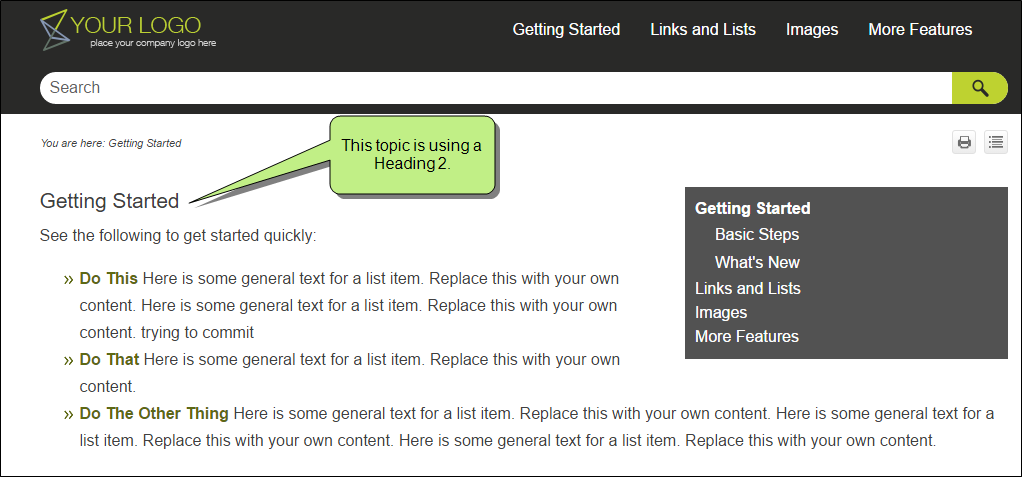 YOUR LOGO
place your company logo here
Getting Started
Links and Lists
Images
More Features
Search
You are here: Getting Started
This topic is using a
Heading 2.
Getting Started
See the following to get started quickly:
» Do This Here is some general text for a list item. Replace this with your own
content. Here is some general text for a list item. Replace this with your own
content. trying to commit
» Do That Here is some general text for a list item. Replace this with your own
content.
» Do The Other Thing Here is some general text for a list item. Replace this with your own content. Here is some general text for a
list item. Replace this with your own content. Here is some general text for a list item. Replace this with your own content.
Getting Started
Basic Steps
What's New
Links and Lists
Images
More Features